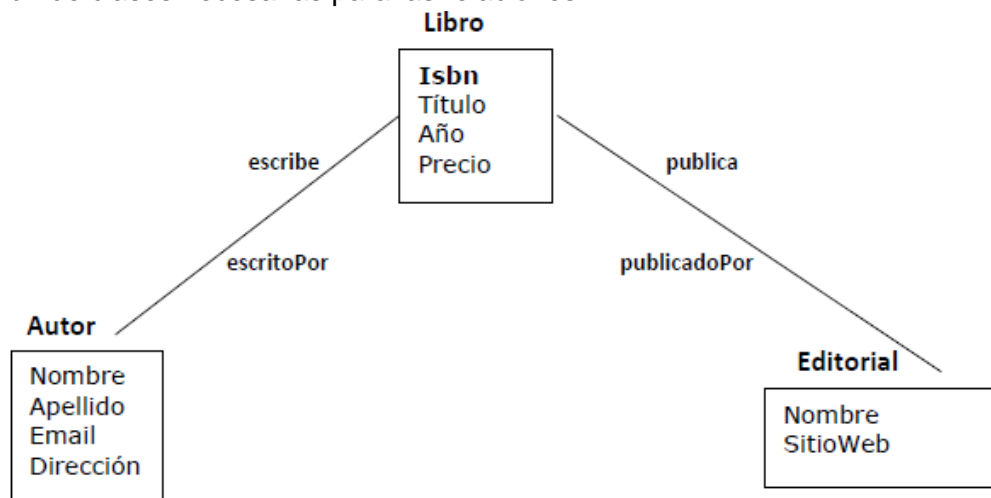 Libro
Isbn
Título
Año
Precio
escribe
publica
escritoPor
publicadoPor
Autor
Nombre
Apellido
Email
Dirección
Editorial
Nombre
SitioWeb